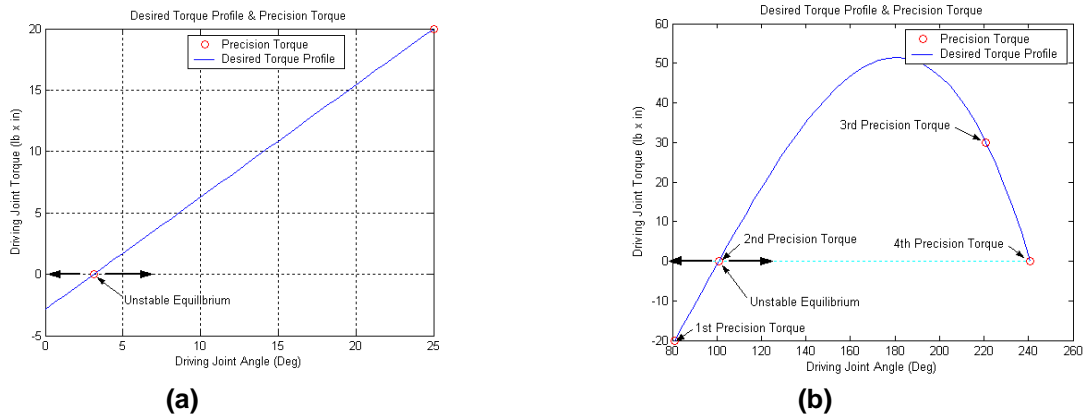 Desired Torque Profile & Precision Torque
20
15
10
5
0
-5
Driving Joint Torque (lb x in)
Precision Torque
Desired Torque Profile
Unstable Equilibrium
0
5
10
15
20
25
Driving Joint Angle (Deg)
(a)
Desired Torque Profile & Precision Torque
60
50
40
30
20
10
0
-10
-20
Driving Joint Torque (lb x in)
Precision Torque
Desired Torque Profile
3rd Precision Torque
2nd Precision Torque
4th Precision Torque
Unstable Equilibrium
1st Precision Torque
80
100
120
140
160
180
200
220
240
260
Driving Joint Angle (Deg)
(b)